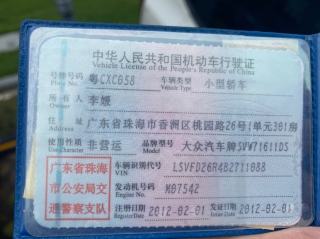 中华人民共和国机动车行驶证
Vehicle License of the People's Republic of China
号牌号码 粤CXC058 车辆类型 小型轿车
Plate No. Vehicle Type
所有人 李媛
Owner
住址 广东省珠海市香洲区桃园路26号1单元301房
Address
使用性质 非营运 品牌型号 大众汽车牌SVW71611DS
Use Character Model
广东省珠海
市公安局交
通警察支队
车辆识别代号 LSVFD26R4B2711088
VIN
发动机号码 M07542
Engine No.
注册日期 2012-02-01 发证日期 2012-02-01
Register Date Issue Date